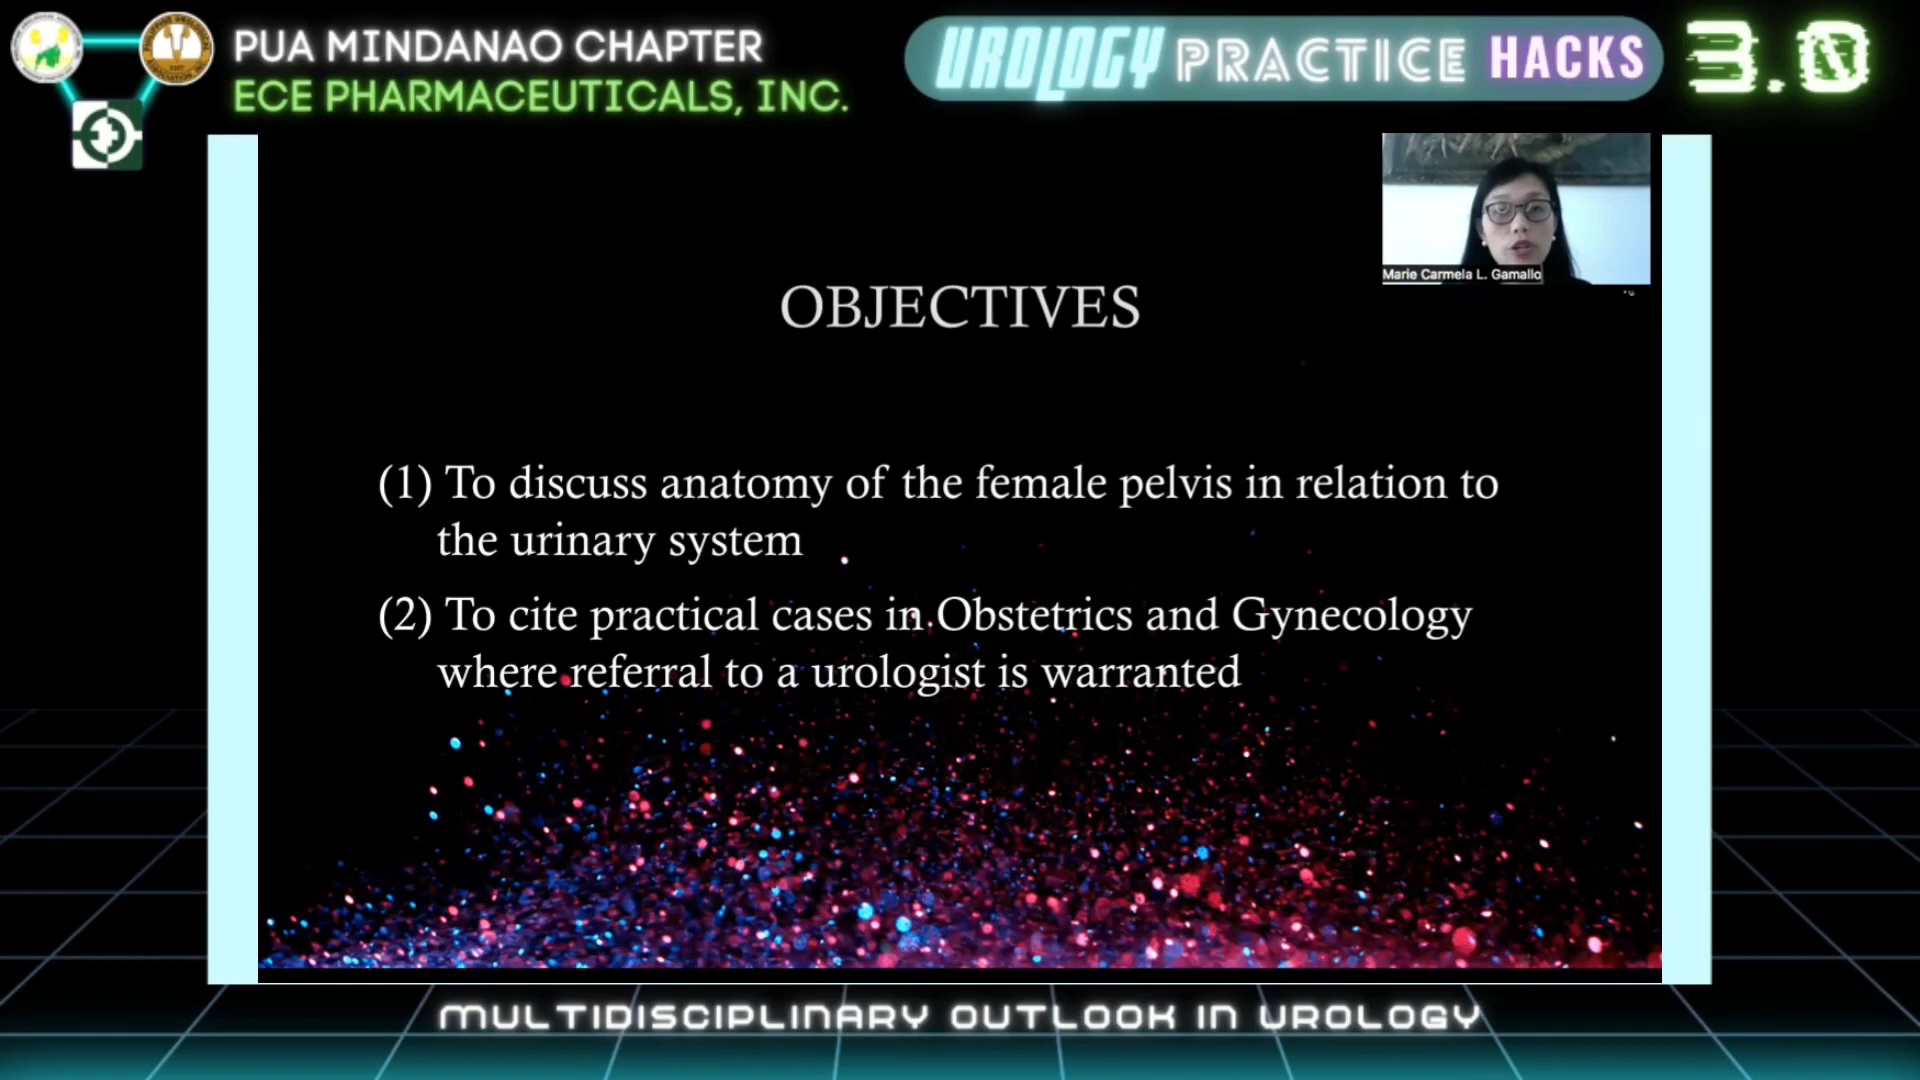 PUA MINDANAO CHAPTER
ECE PHARMACEUTICALS, INC.
UROLOGY PRACTICE HACKS 3.0
Marie Carmela L. Gamallo
OBJECTIVES
(1) To discuss anatomy of the female pelvis in relation to
the urinary system
(2) To cite practical cases in Obstetrics and Gynecology
where referral to a urologist is warranted
MULTIDISCIPLINARY OUTLOOK IN UROLOGY